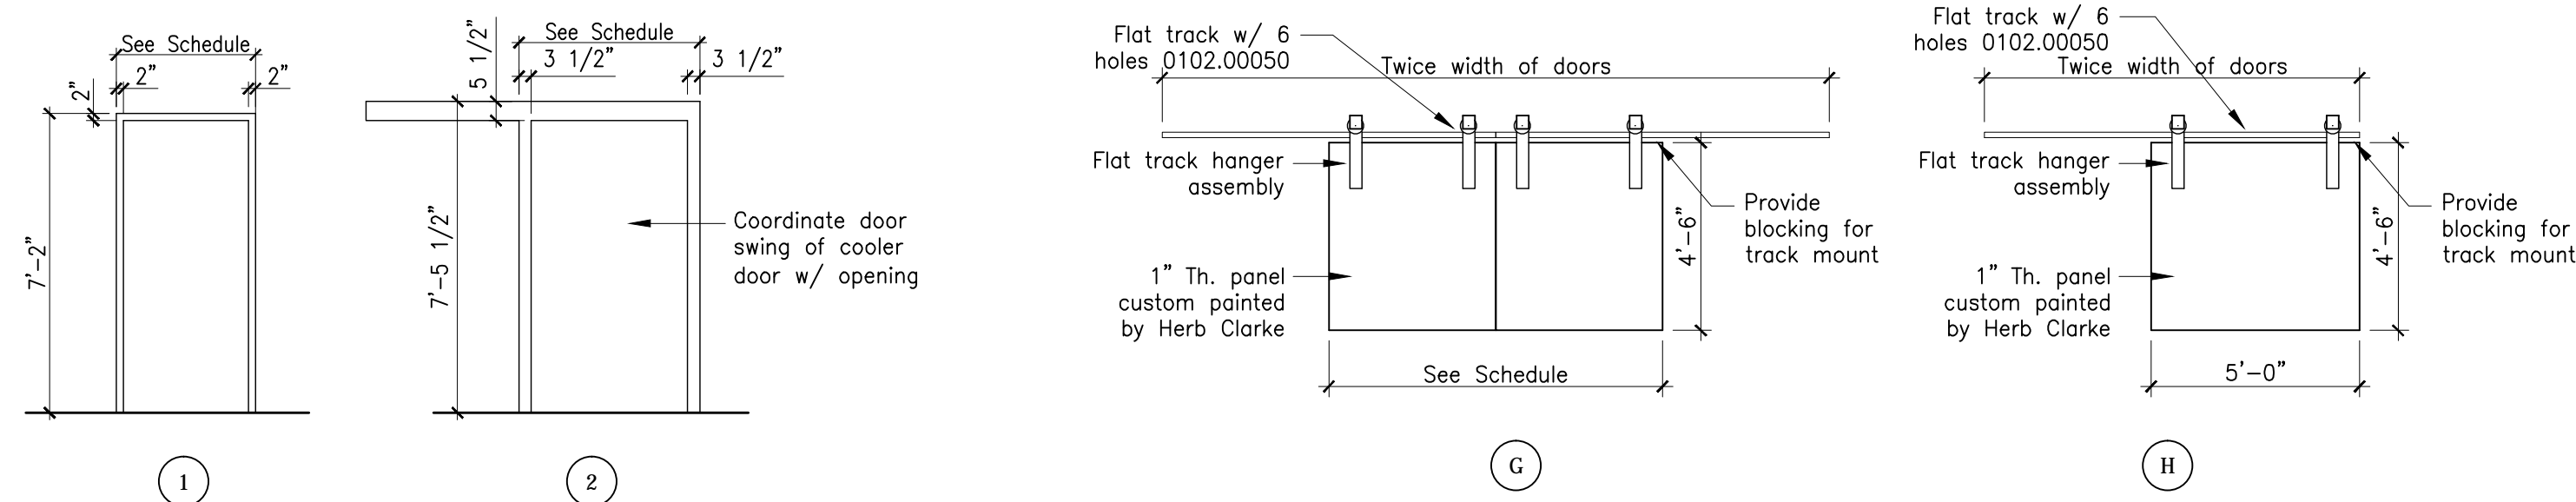 See Schedule
2"
2"
2"
7'-2"
1
See Schedule
5 1/2"
3 1/2"
3 1/2"
7'-5 1/2"
Coordinate door
swing of cooler
door w/ opening
2
Flat track w/ 6
holes 0102.00050
Twice width of doors
Flat track hanger
assembly
1" Th. panel
custom painted
by Herb Clarke
Provide
blocking for
track mount
4'-6"
See Schedule
G
Flat track w/ 6
holes 0102.00050
Twice width of doors
Flat track hanger
assembly
1" Th. panel
custom painted
by Herb Clarke
Provide
blocking for
track mount
4'-6"
5'-0"
H